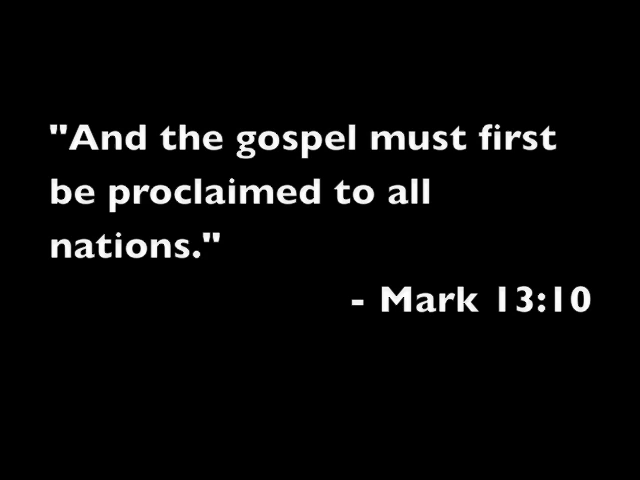 "And the gospel must first
be proclaimed to all
nations."
- Mark 13:10